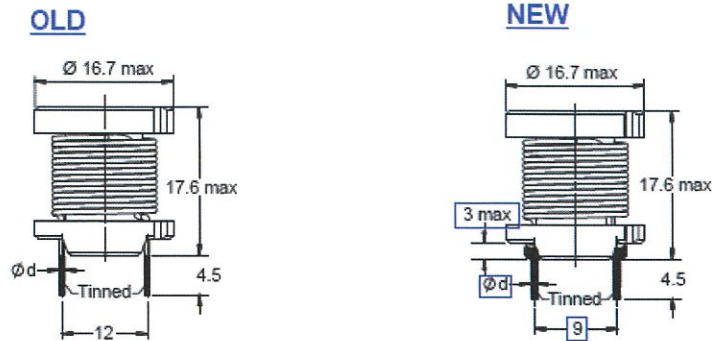 OLD
Ø 16.7 max
17.6 max
Ød
4.5
Tinned
12
NEW
Ø 16.7 max
17.6 max
3 max
Ød
4.5
Tinned
9